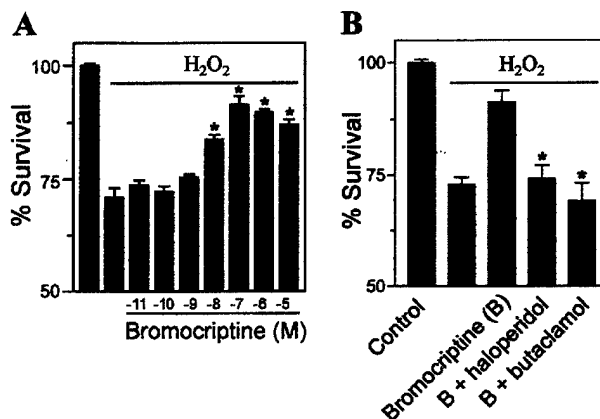 A
B
H₂O₂
H₂O₂
100
75
50
% Survival
* * * *
-11 -10 -9 -8 -7 -6 -5
Bromocriptine (M)
100
75
50
% Survival
* *
Control
Bromocriptine (B)
B + haloperidol
B + butaclamol